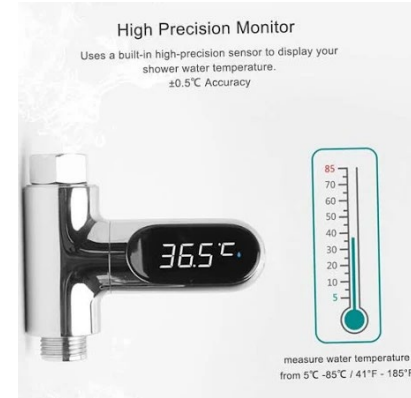 High Precision Monitor
Uses a built-in high-precision sensor to display your
shower water temperature.
±0.5℃ Accuracy
85
70
60
50
40
30
20
10
5
36.5℃
measure water temperature
from 5℃ -85℃ / 41°F - 185°F